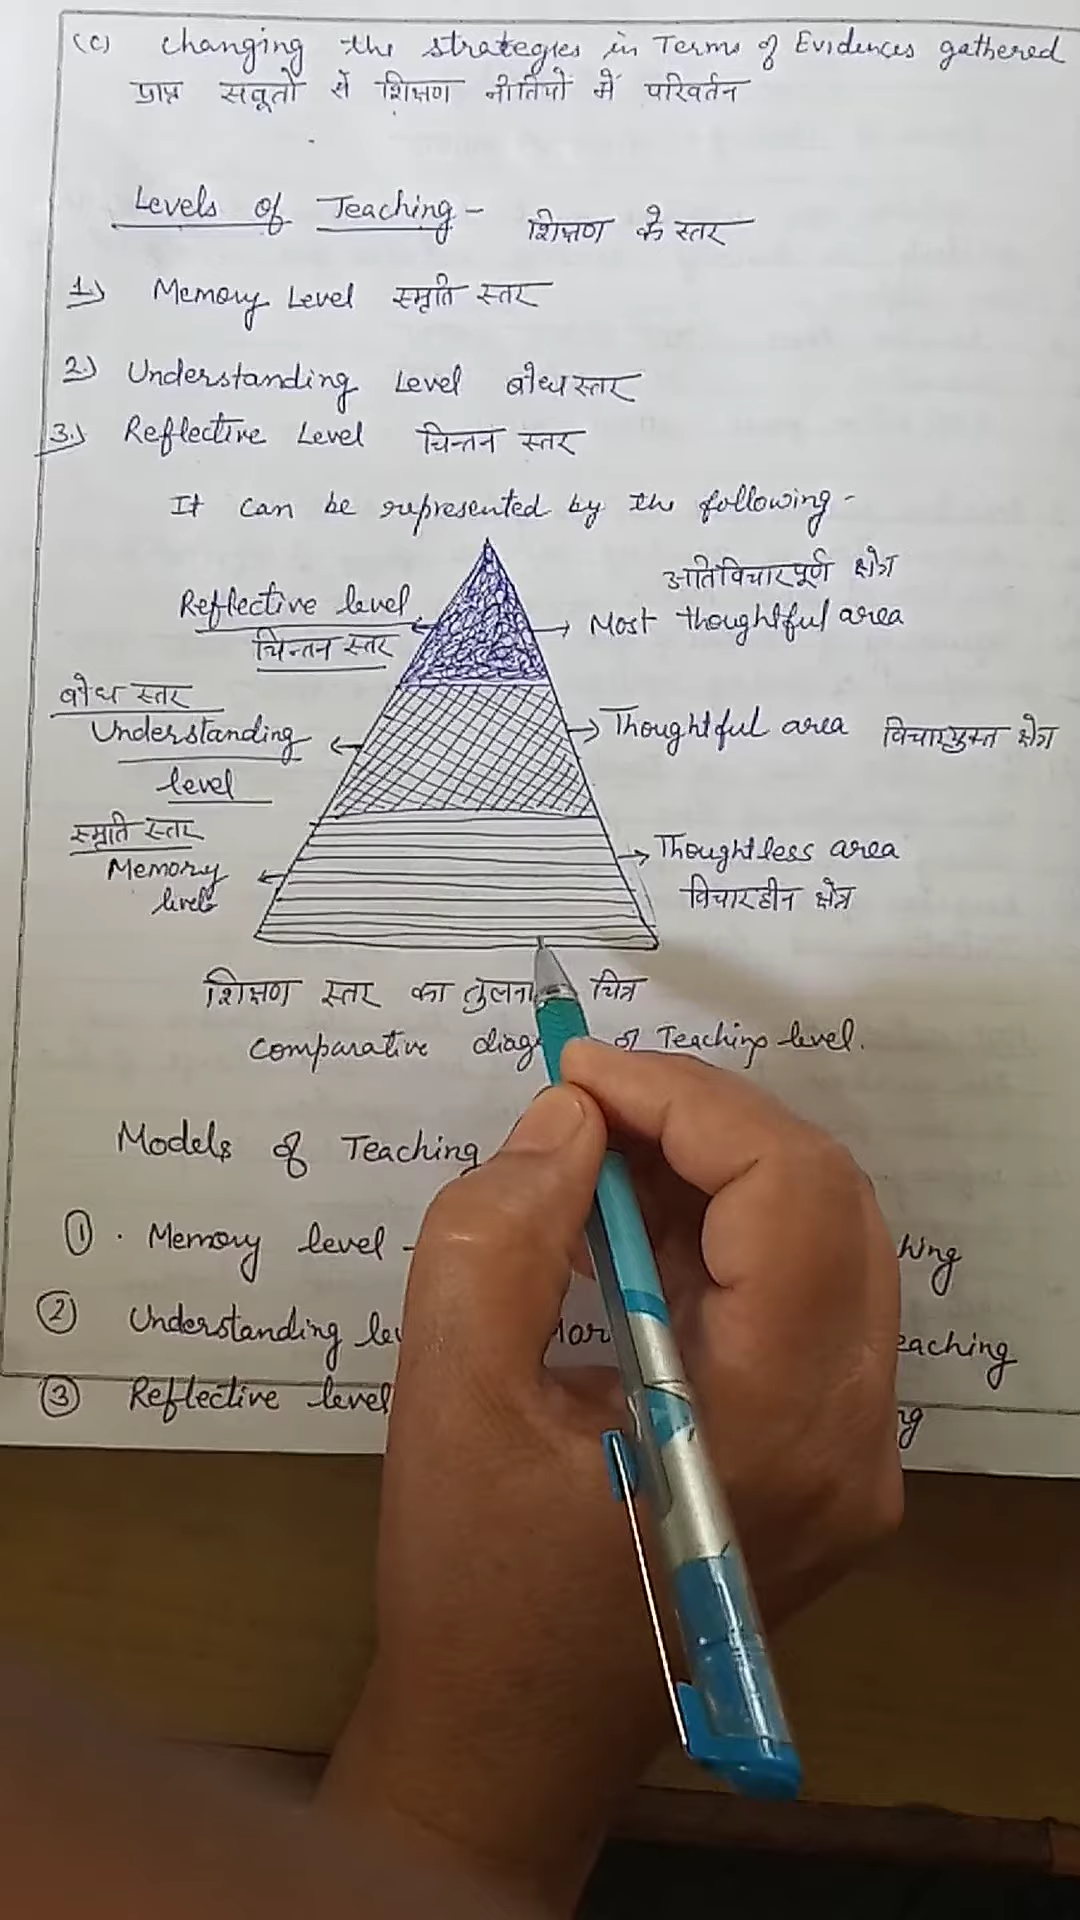 (c) Changing the strategies in Terms of Evidences gathered
प्राप्त सबूतों से शिक्षण नीतियों में परिवर्तन
Levels of Teaching - शिक्षण के स्तर
1.) Memory Level स्मृति स्तर
2.) Understanding Level बोध स्तर
3.) Reflective Level चिन्तन स्तर
It can be represented by the following -
अतिविचारपूर्ण क्षेत्र
Reflective level
Most thoughtful area
चिन्तन स्तर
बोध स्तर
Understanding
Thoughtful area विचारयुक्त क्षेत्र
level
स्मृति स्तर
Thoughtless area
Memory
विचारहीन क्षेत्र
level
शिक्षण स्तर का चित्र
Comparative of Teaching level.
Models of Teaching
① . Memory level -
② Understanding
③ Reflective level